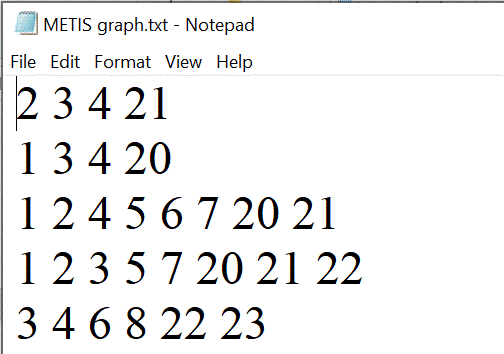 METIS graph.txt - Notepad
File Edit Format View Help
2 3 4 21
1 3 4 20
1 2 4 5 6 7 20 21
1 2 3 5 7 20 21 22
3 4 6 8 22 23